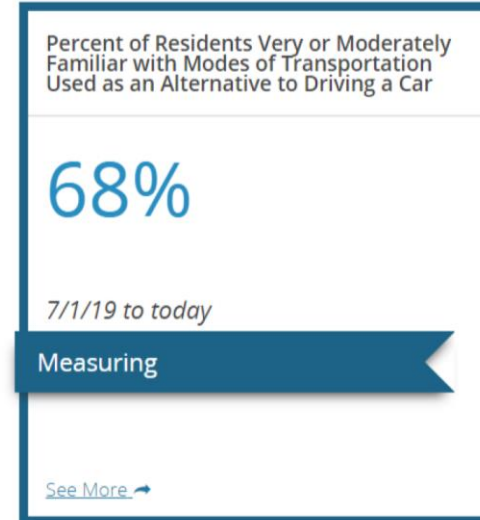 Percent of Residents Very or Moderately
Familiar with Modes of Transportation
Used as an Alternative to Driving a Car
68%
7/1/19 to today
Measuring
See More